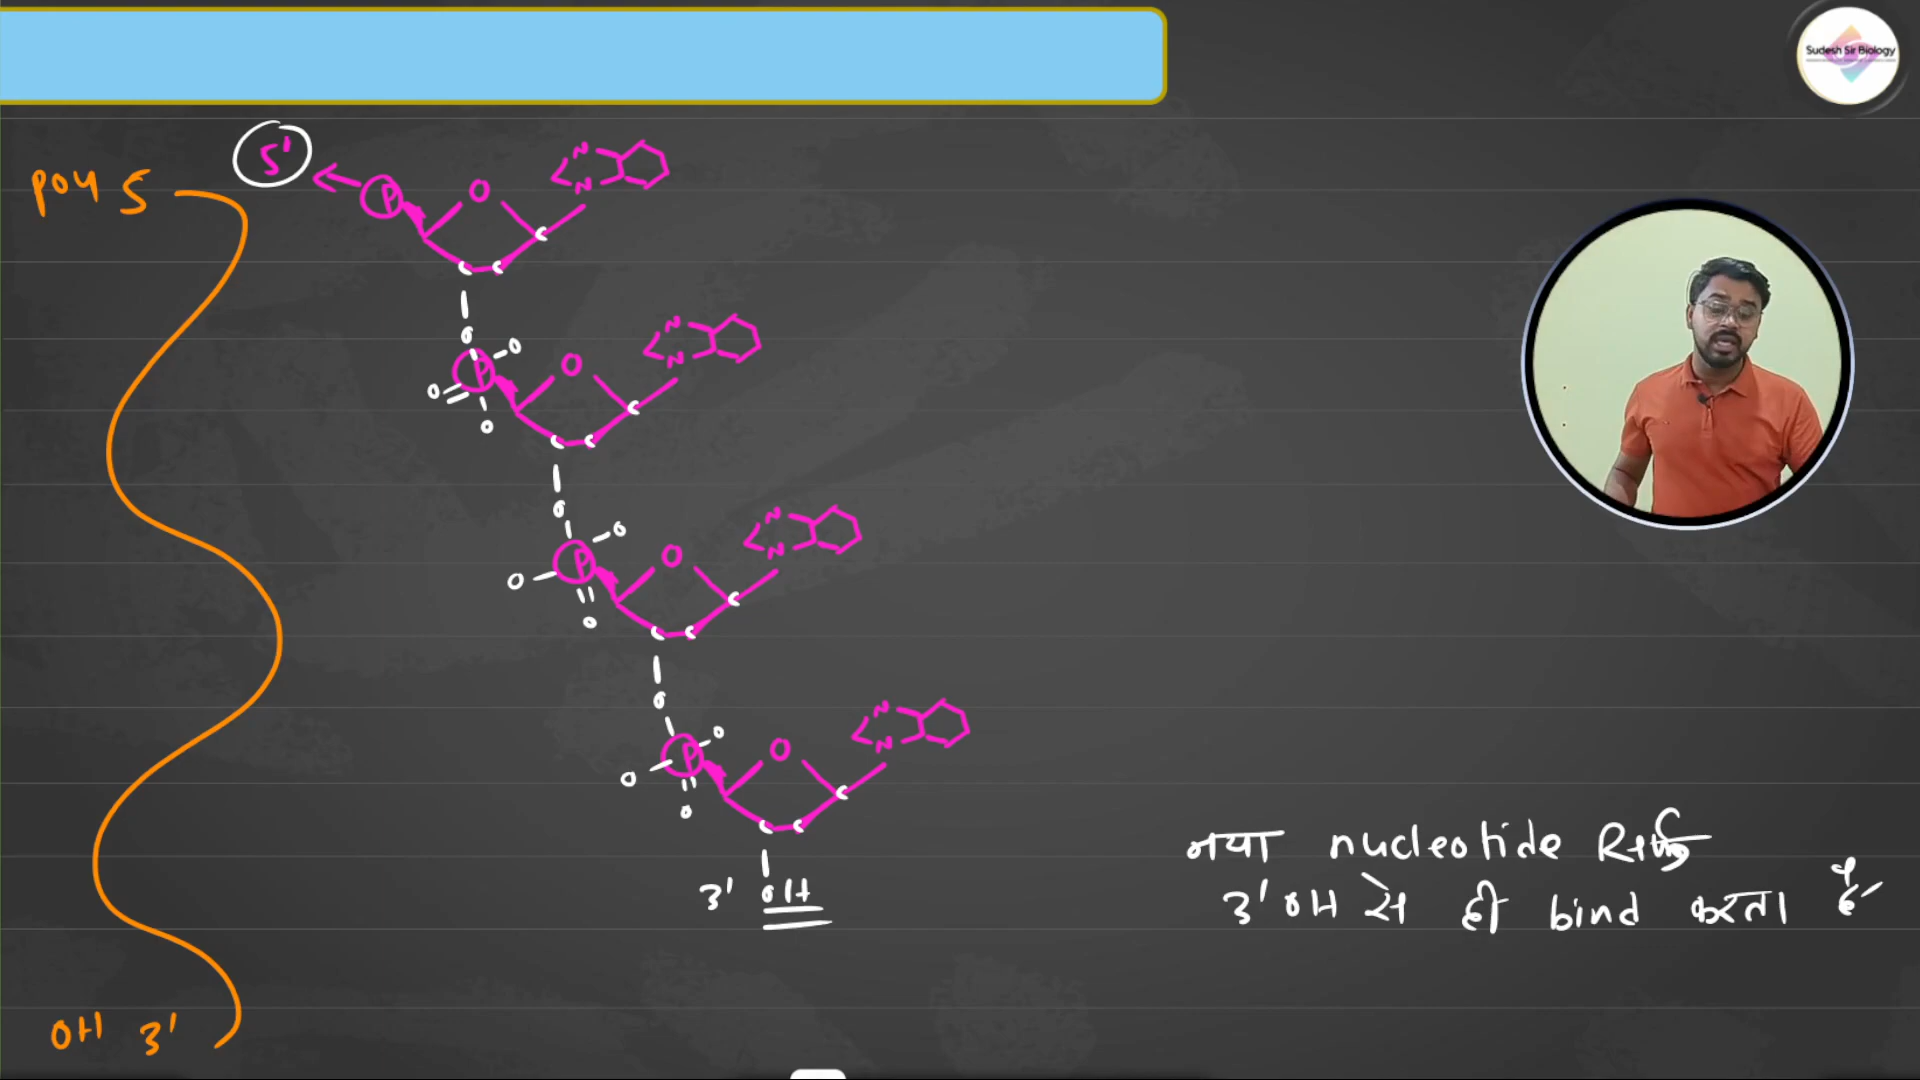 Sudesh Sir Biology
5'
PO4 5
P O N N
O P O O N N
O
O P O O N N
O
O P O O N N
O
3' OH
नया nucleotide
3' OH से ही bind करता है
OH 3'